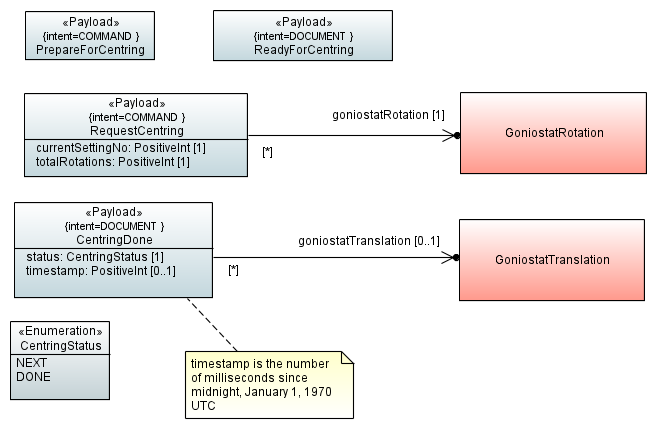 «Payload»
{intent=COMMAND }
PrepareForCentring
«Payload»
{intent=DOCUMENT }
ReadyForCentring
«Payload»
{intent=COMMAND }
RequestCentring
currentSettingNo: PositiveInt [1]
totalRotations: PositiveInt [1]
goniostatRotation [1]
[*]
GoniostatRotation
«Payload»
{intent=DOCUMENT }
CentringDone
status: CentringStatus [1]
timestamp: PositiveInt [0..1]
goniostatTranslation [0..1]
[*]
GoniostatTranslation
«Enumeration»
CentringStatus
NEXT
DONE
timestamp is the number
of milliseconds since
midnight, January 1, 1970
UTC